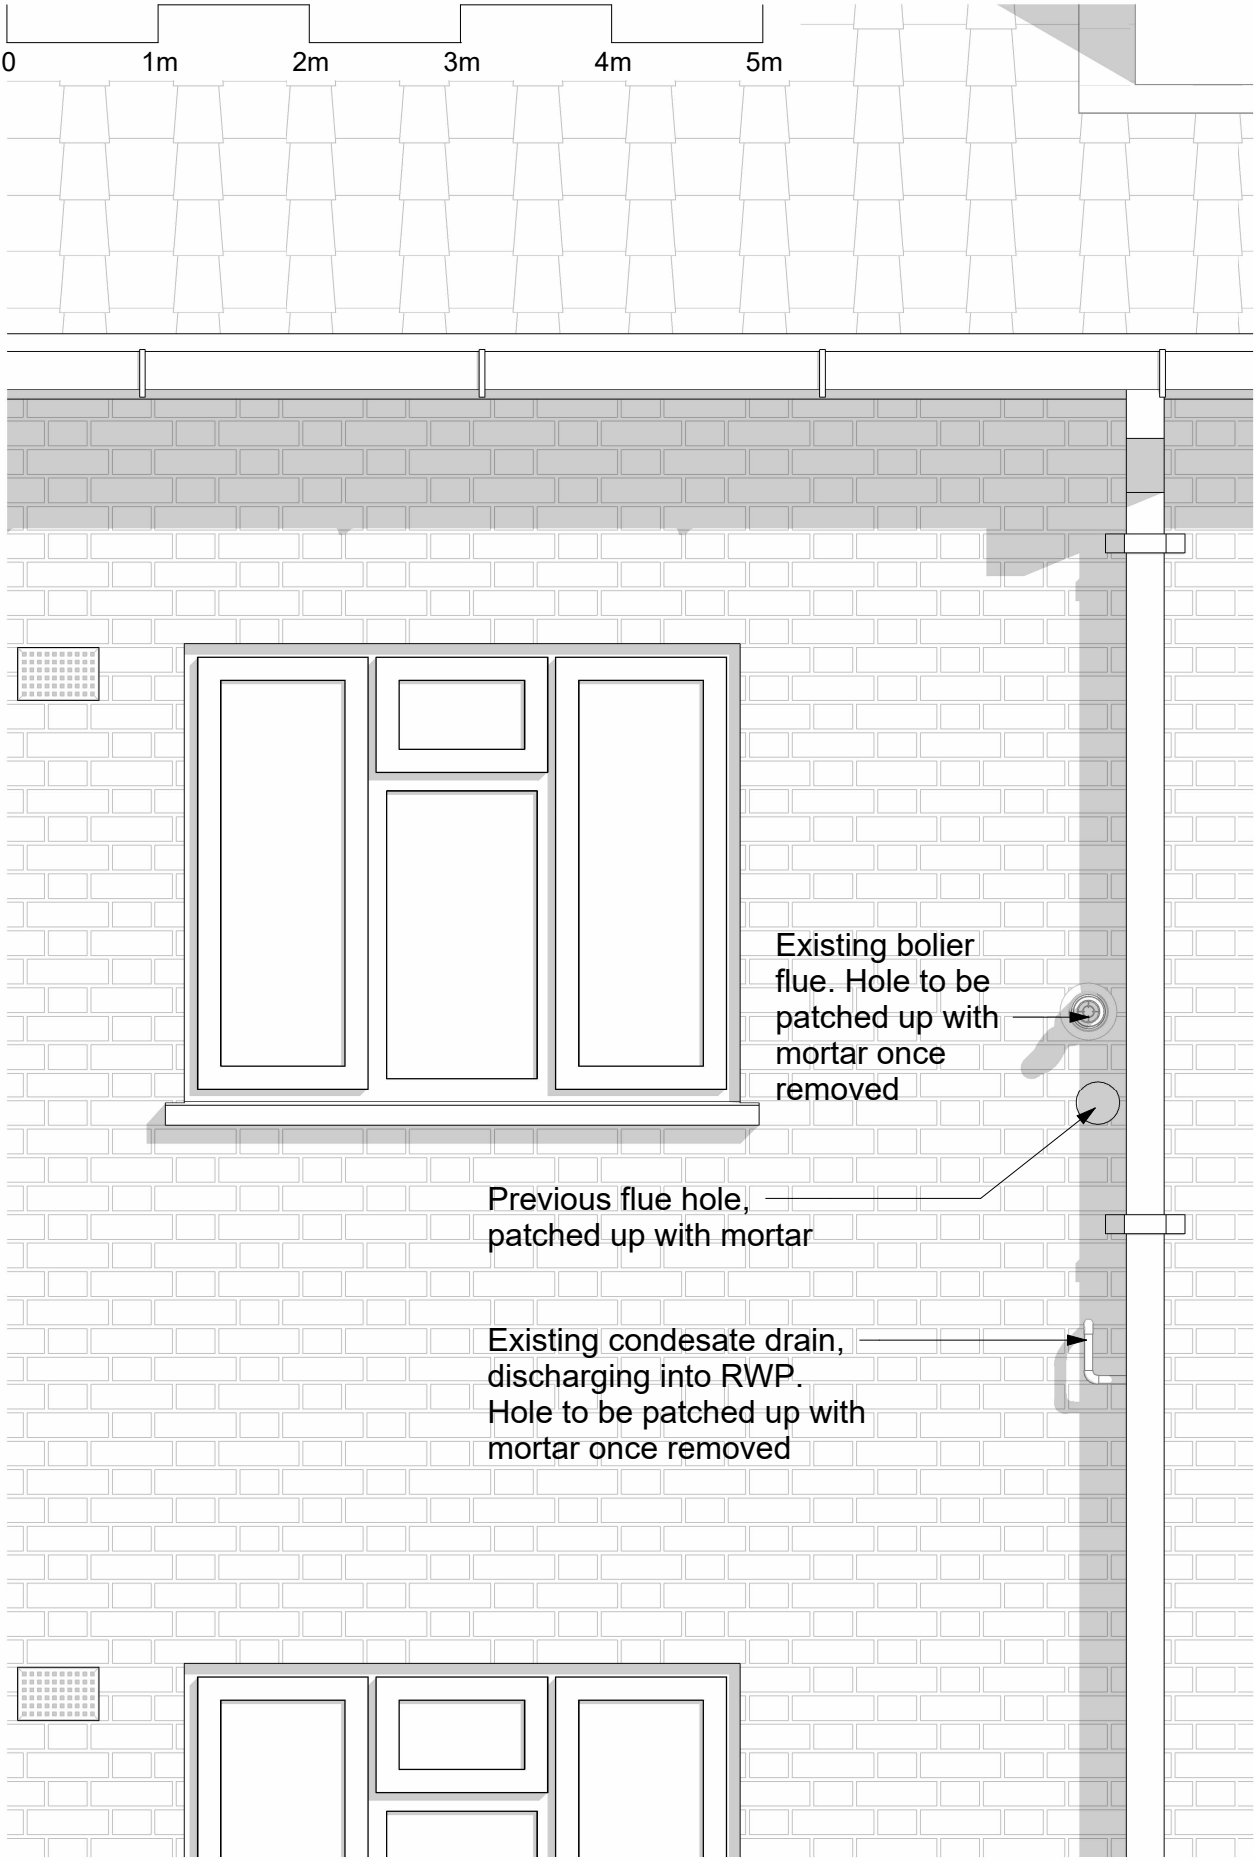 0 1m 2m 3m 4m 5m
Existing bolier
flue. Hole to be
patched up with
mortar once
removed
Previous flue hole,
patched up with mortar
Existing condesate drain,
discharging into RWP.
Hole to be patched up with
mortar once removed